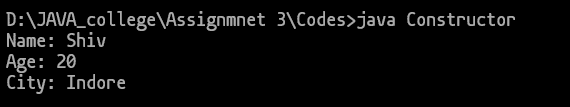 D:\JAVA_college\Assignmnet 3\Codes>java Constructor
Name: Shiv
Age: 20
City: Indore